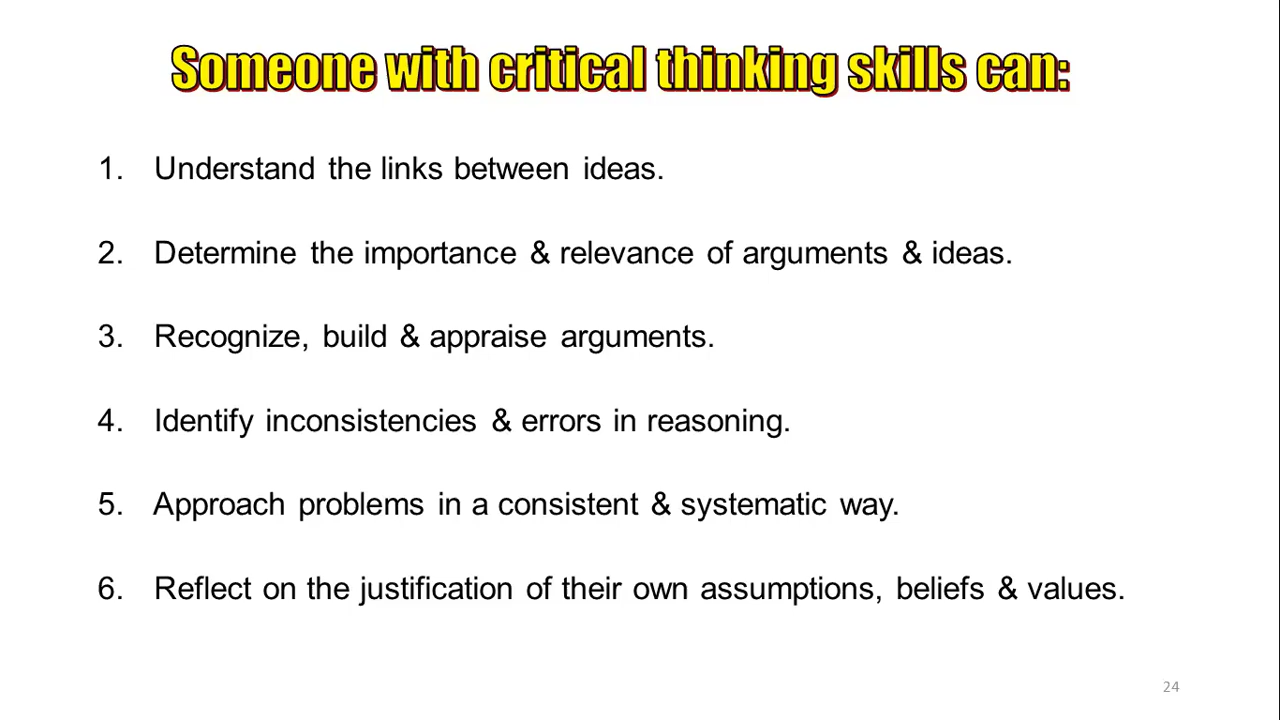 Someone with critical thinking skills can:
1. Understand the links between ideas.
2. Determine the importance & relevance of arguments & ideas.
3. Recognize, build & appraise arguments.
4. Identify inconsistencies & errors in reasoning.
5. Approach problems in a consistent & systematic way.
6. Reflect on the justification of their own assumptions, beliefs & values.
24